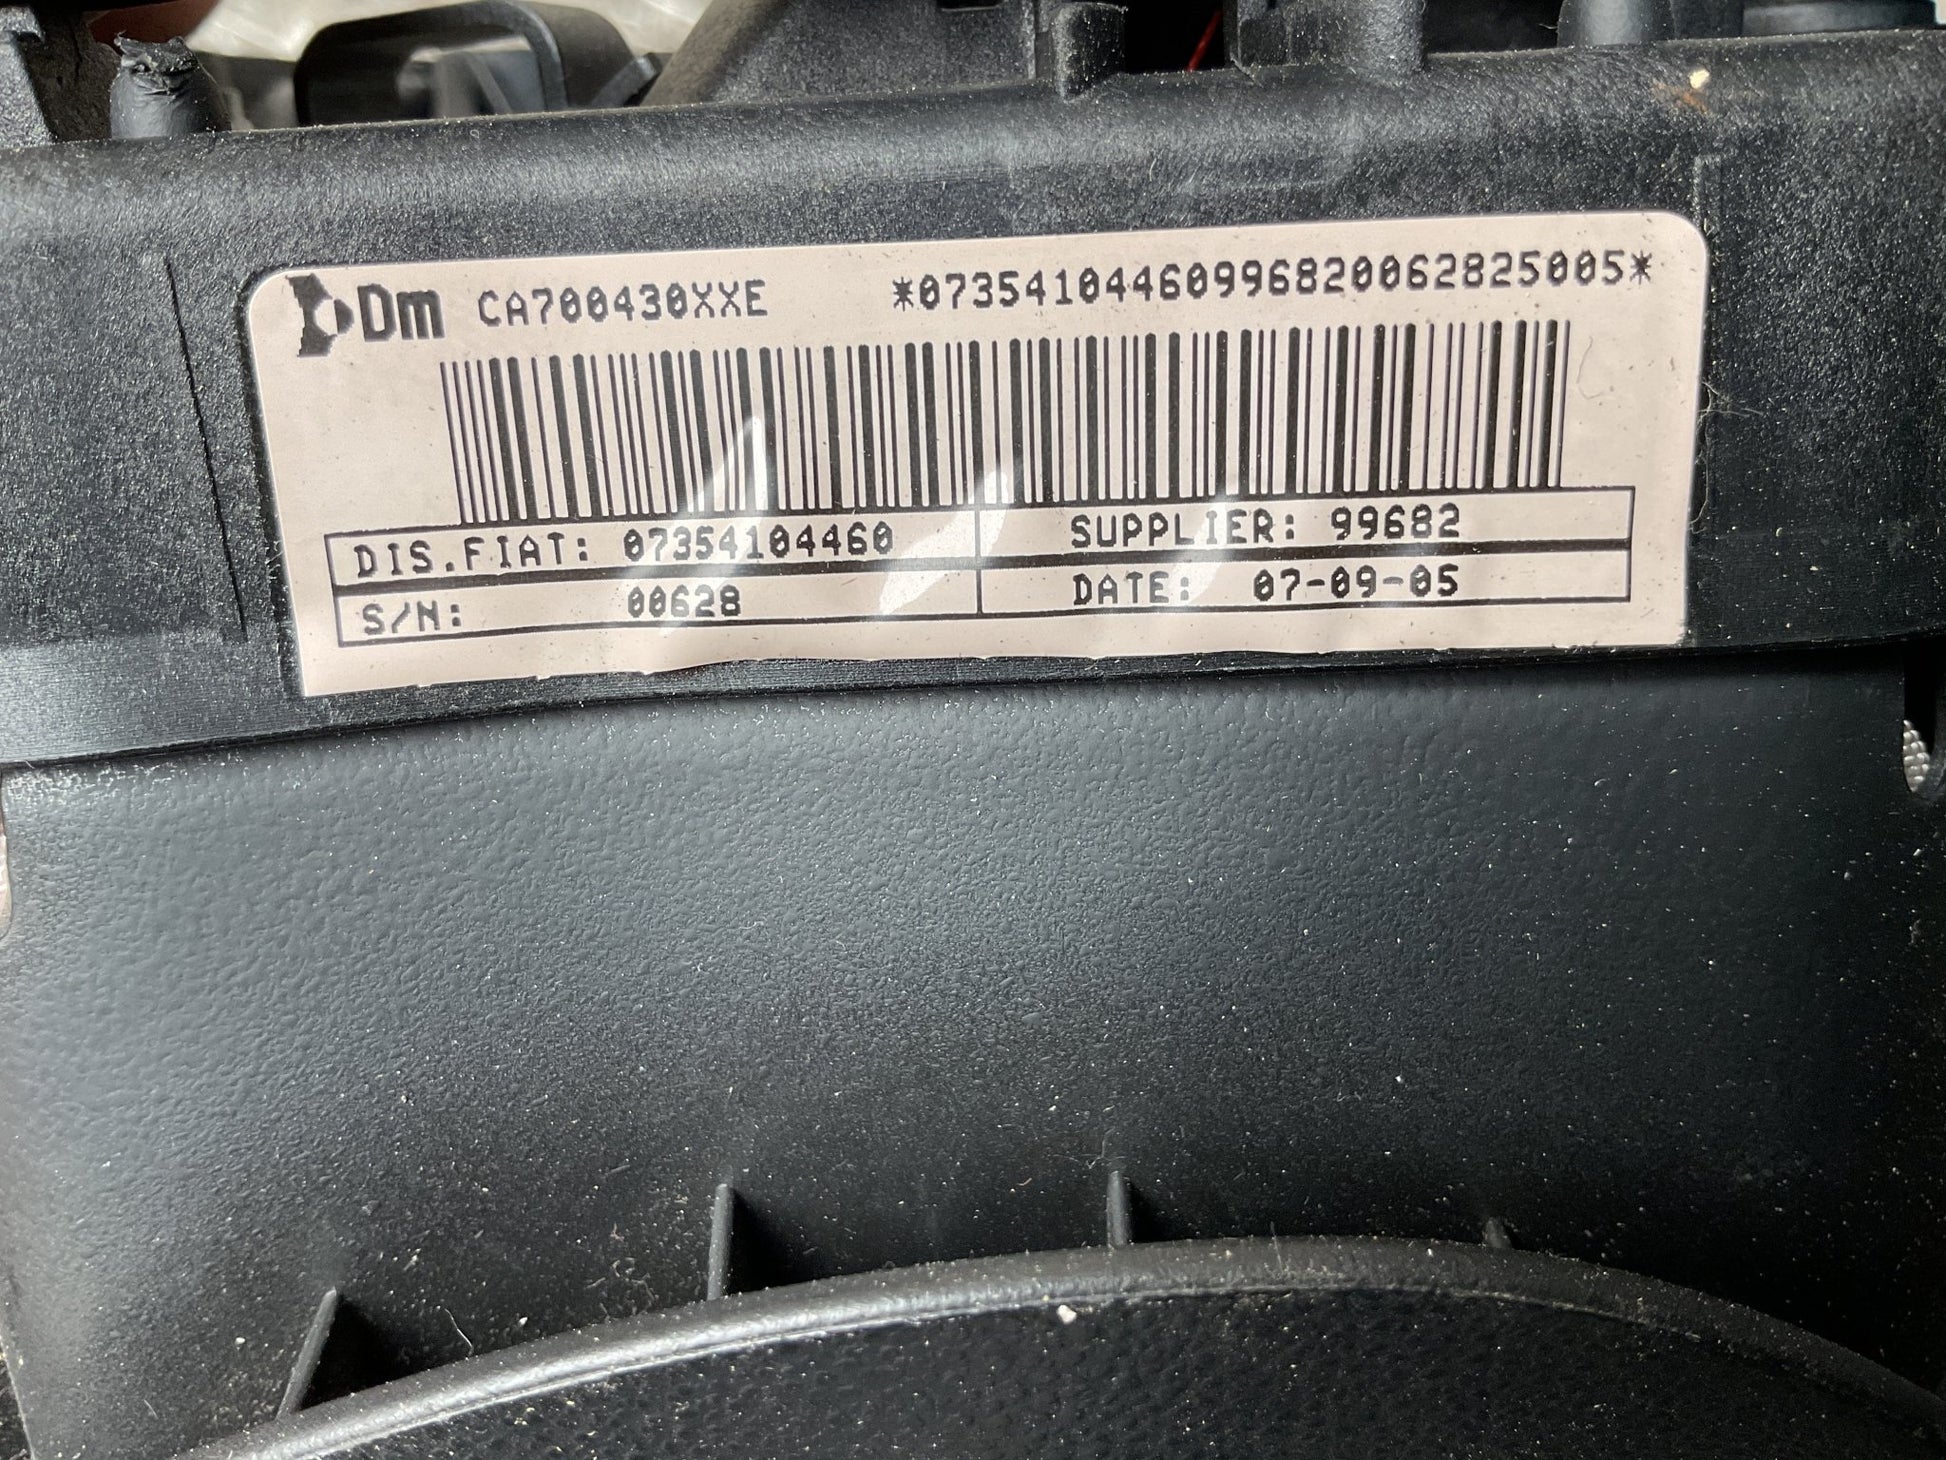 Dm CA700430XXE *07354104460996820062825005*
DIS.FIAT: 07354104460 SUPPLIER: 99682
S/N: 00628 DATE: 07-09-05